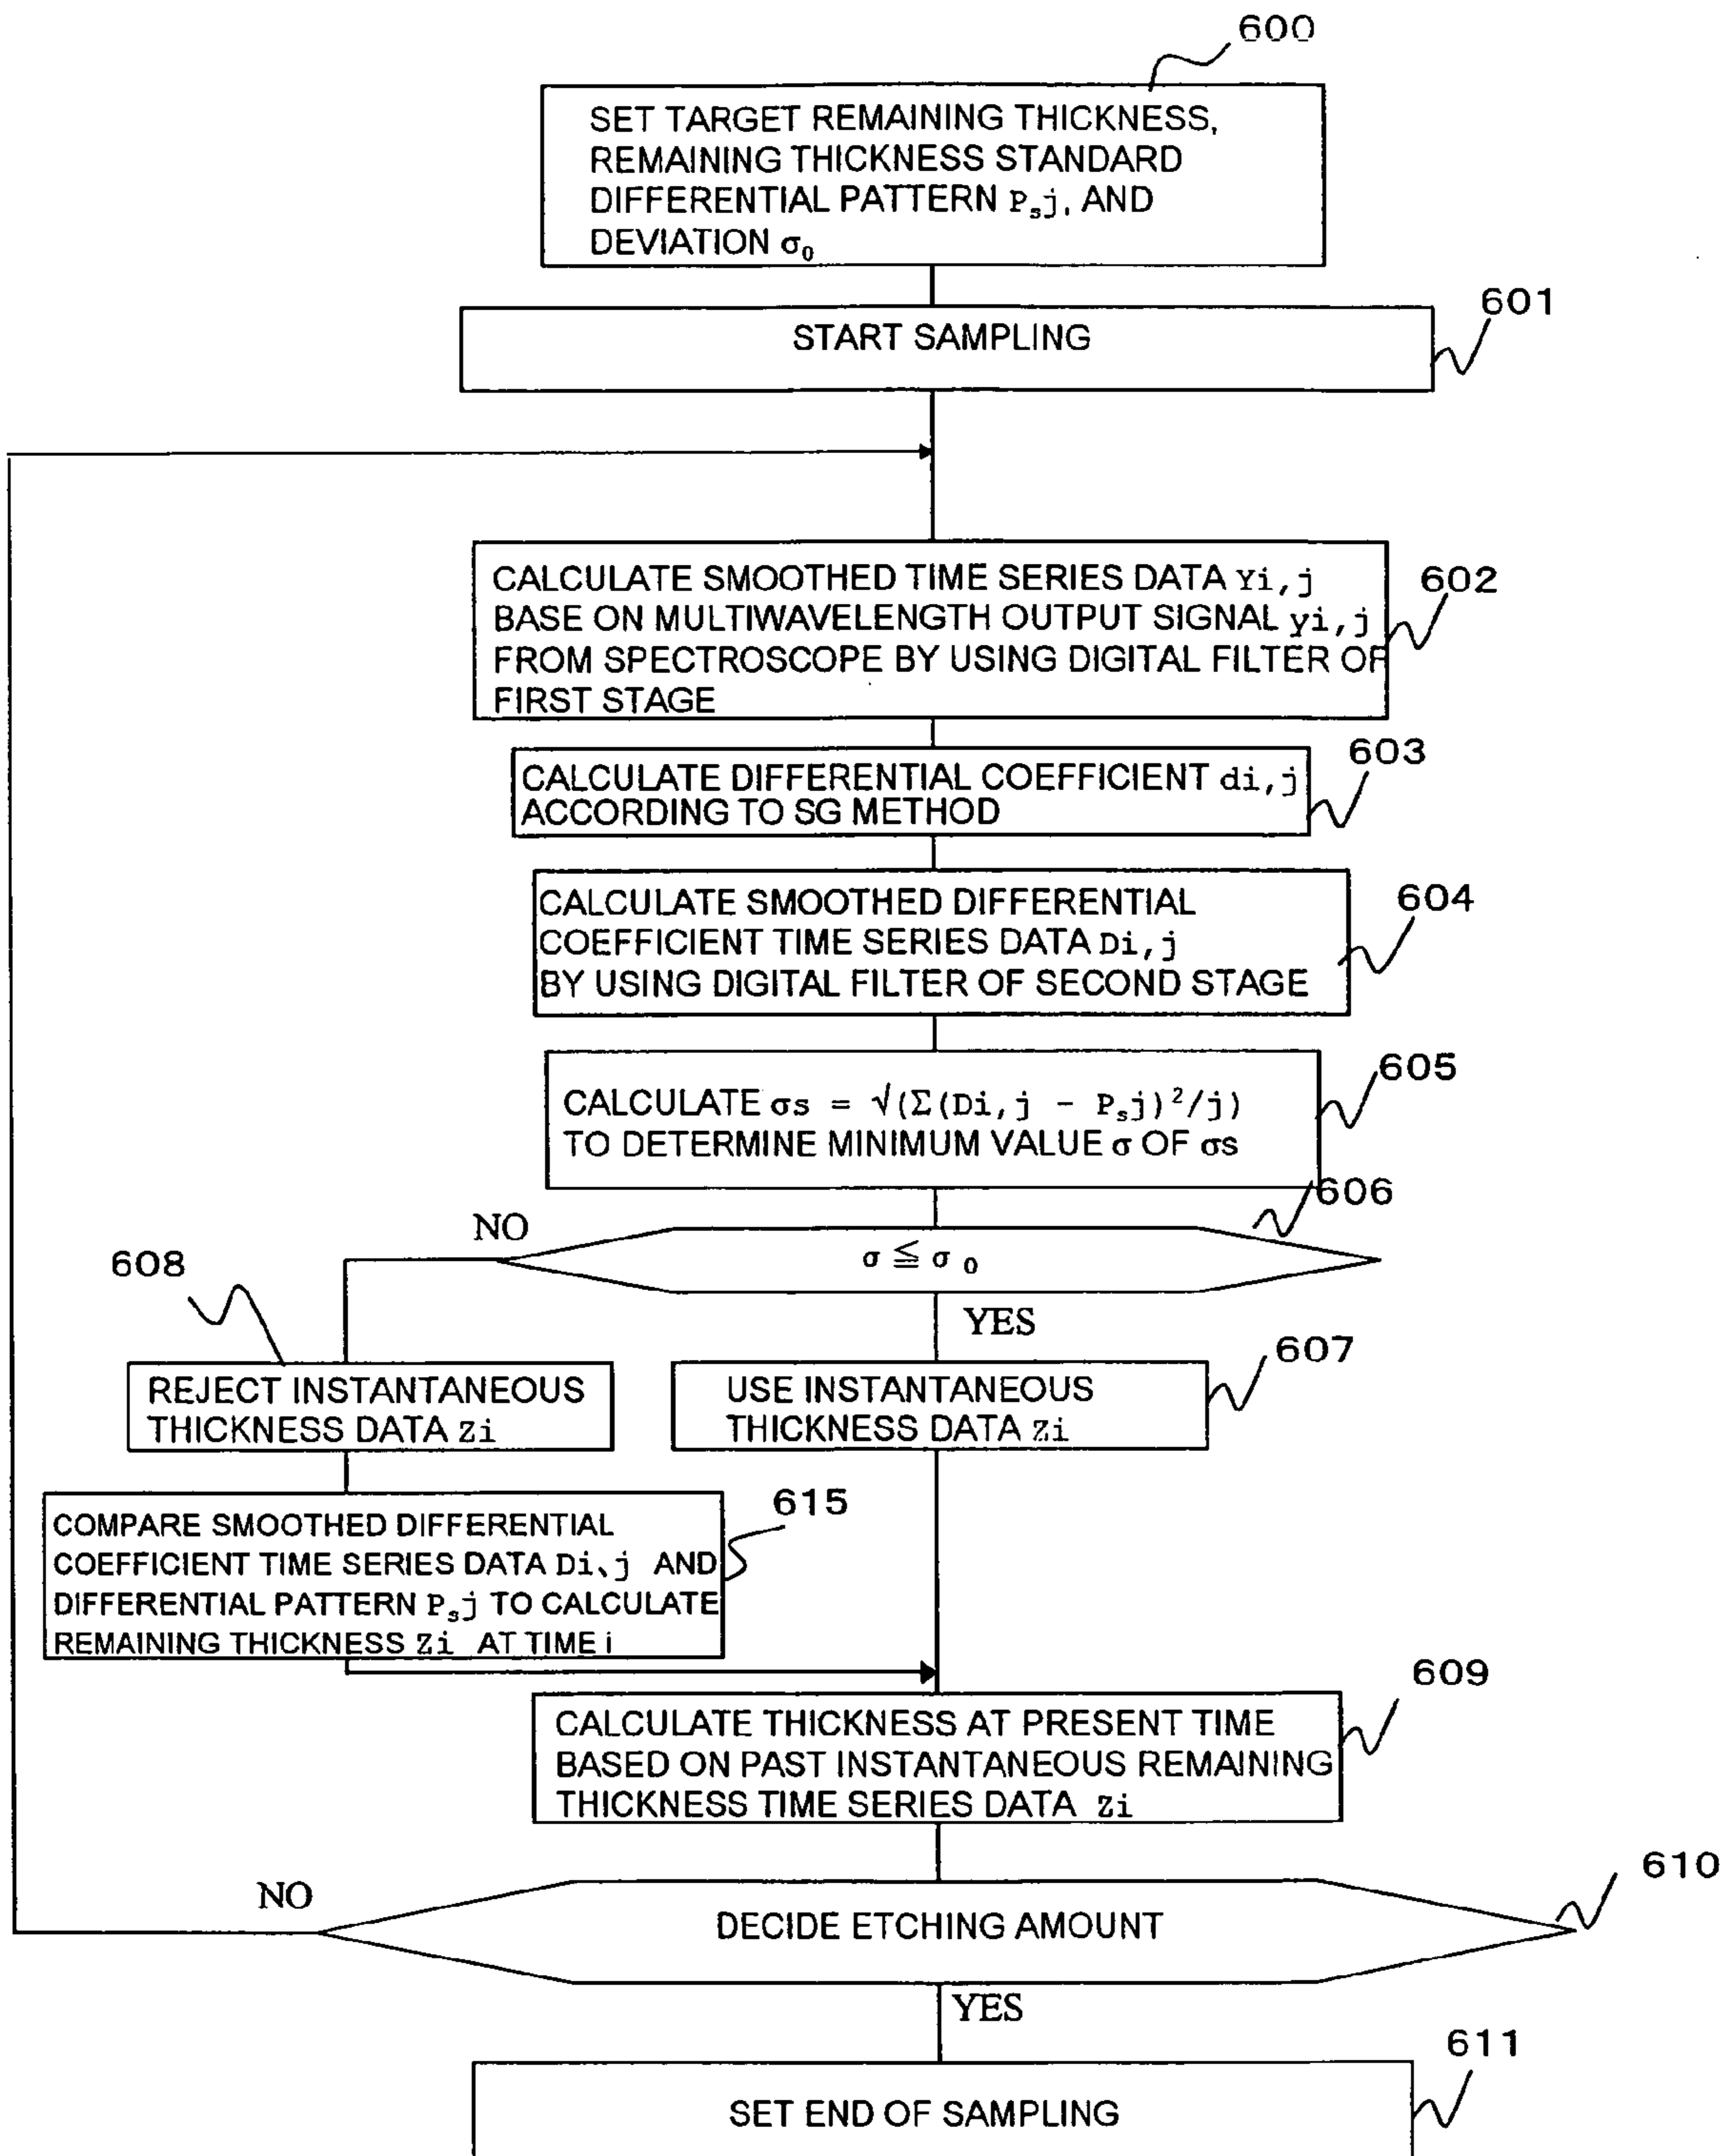 600
SET TARGET REMAINING THICKNESS,
REMAINING THICKNESS STANDARD
DIFFERENTIAL PATTERN Psj, AND
DEVIATION σ0
601
START SAMPLING
602
CALCULATE SMOOTHED TIME SERIES DATA Yi,j
BASE ON MULTIWAVELENGTH OUTPUT SIGNAL yi,j
FROM SPECTROSCOPE BY USING DIGITAL FILTER OF
FIRST STAGE
603
CALCULATE DIFFERENTIAL COEFFICIENT di,j
ACCORDING TO SG METHOD
604
CALCULATE SMOOTHED DIFFERENTIAL
COEFFICIENT TIME SERIES DATA Di,j
BY USING DIGITAL FILTER OF SECOND STAGE
605
CALCULATE σs = √(Σ(Di,j - Psj)²/j)
TO DETERMINE MINIMUM VALUE σ OF σs
606
NO
σ ≦ σ 0
YES
608
607
REJECT INSTANTANEOUS
THICKNESS DATA Zi
USE INSTANTANEOUS
THICKNESS DATA Zi
615
COMPARE SMOOTHED DIFFERENTIAL
COEFFICIENT TIME SERIES DATA Di、j AND
DIFFERENTIAL PATTERN Psj TO CALCULATE
REMAINING THICKNESS Zi AT TIME i
609
CALCULATE THICKNESS AT PRESENT TIME
BASED ON PAST INSTANTANEOUS REMAINING
THICKNESS TIME SERIES DATA Zi
610
NO
DECIDE ETCHING AMOUNT
YES
611
SET END OF SAMPLING